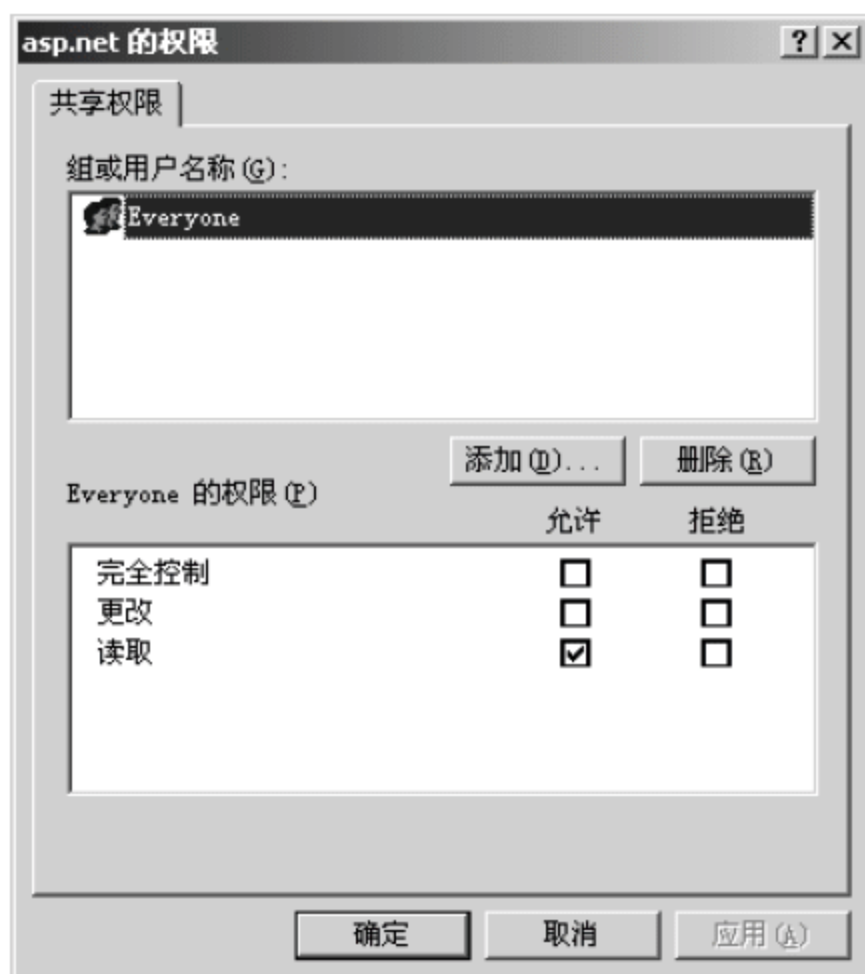 asp.net 的权限
共享权限
组或用户名称(G):
Everyone
添加(D)... 删除(R)
Everyone 的权限(P)
允许 拒绝
完全控制
更改
读取
确定 取消 应用(A)